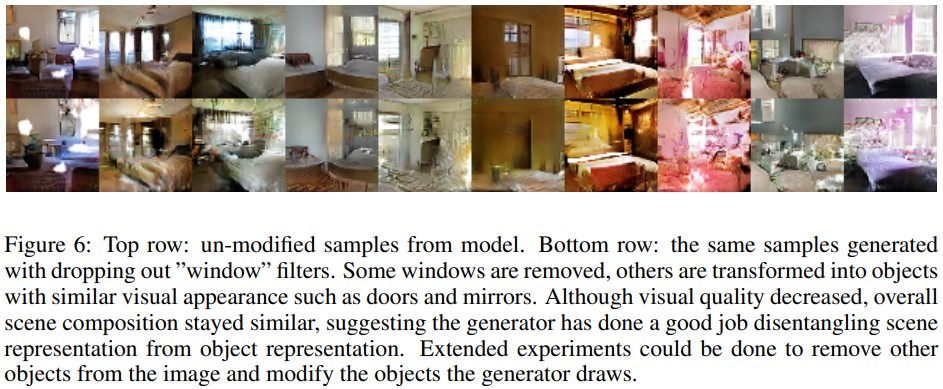 Figure 6: Top row: un-modified samples from model. Bottom row: the same samples generated
with dropping out ”window” filters. Some windows are removed, others are transformed into objects
with similar visual appearance such as doors and mirrors. Although visual quality decreased, overall
scene composition stayed similar, suggesting the generator has done a good job disentangling scene
representation from object representation. Extended experiments could be done to remove other
objects from the image and modify the objects the generator draws.